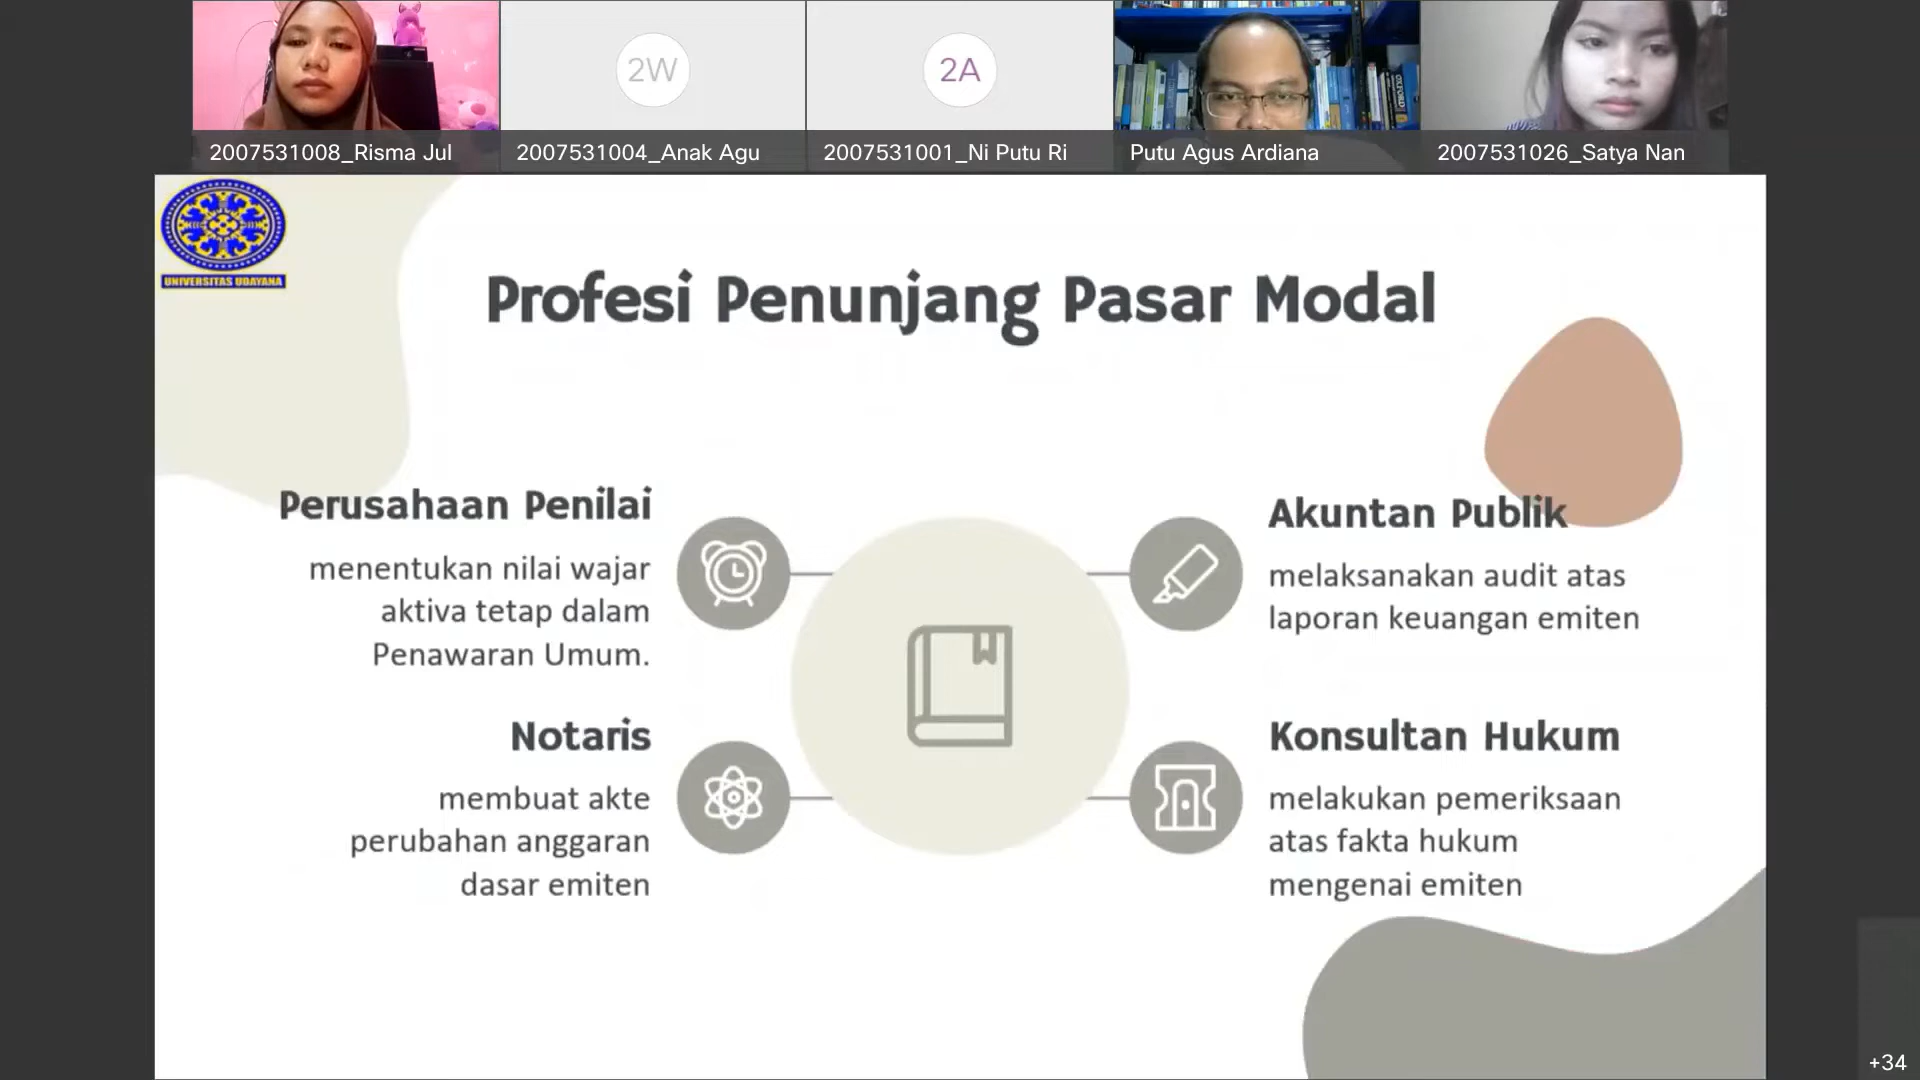 2W
2A
2007531008_Risma Jul
2007531004_Anak Agu
2007531001_Ni Putu Ri
Putu Agus Ardiana
2007531026_Satya Nan
UNIVERSITAS UDAYANA
Profesi Penunjang Pasar Modal
Perusahaan Penilai
menentukan nilai wajar
aktiva tetap dalam
Penawaran Umum.
Notaris
membuat akte
perubahan anggaran
dasar emiten
Akuntan Publik
melaksanakan audit atas
laporan keuangan emiten
Konsultan Hukum
melakukan pemeriksaan
atas fakta hukum
mengenai emiten
+34